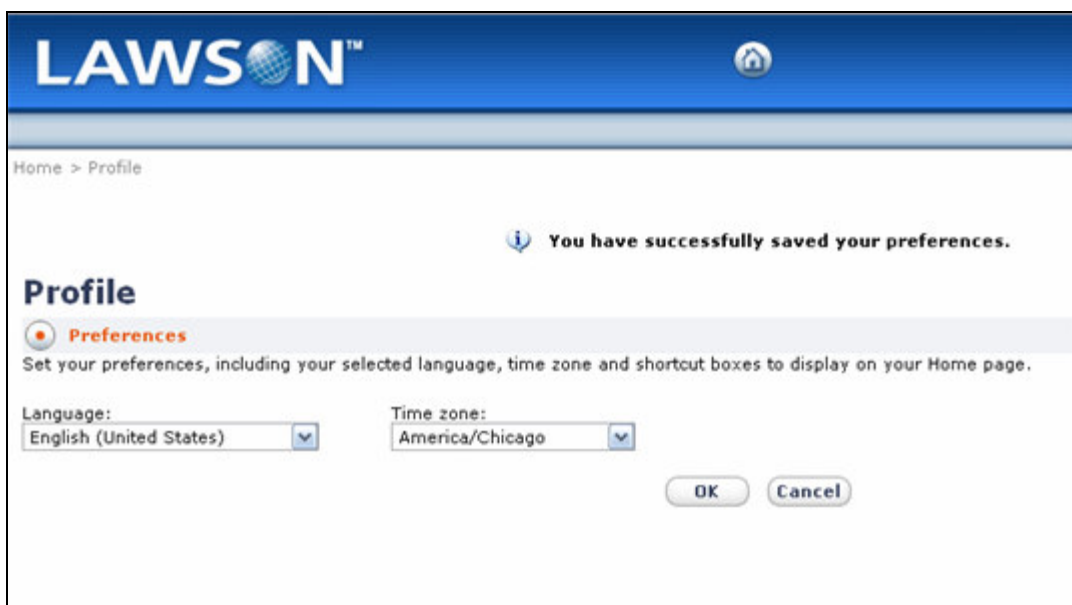 LAWSON™
Home > Profile
You have successfully saved your preferences.
Profile
Preferences
Set your preferences, including your selected language, time zone and shortcut boxes to display on your Home page.
Language: Time zone:
English (United States) America/Chicago
OK Cancel